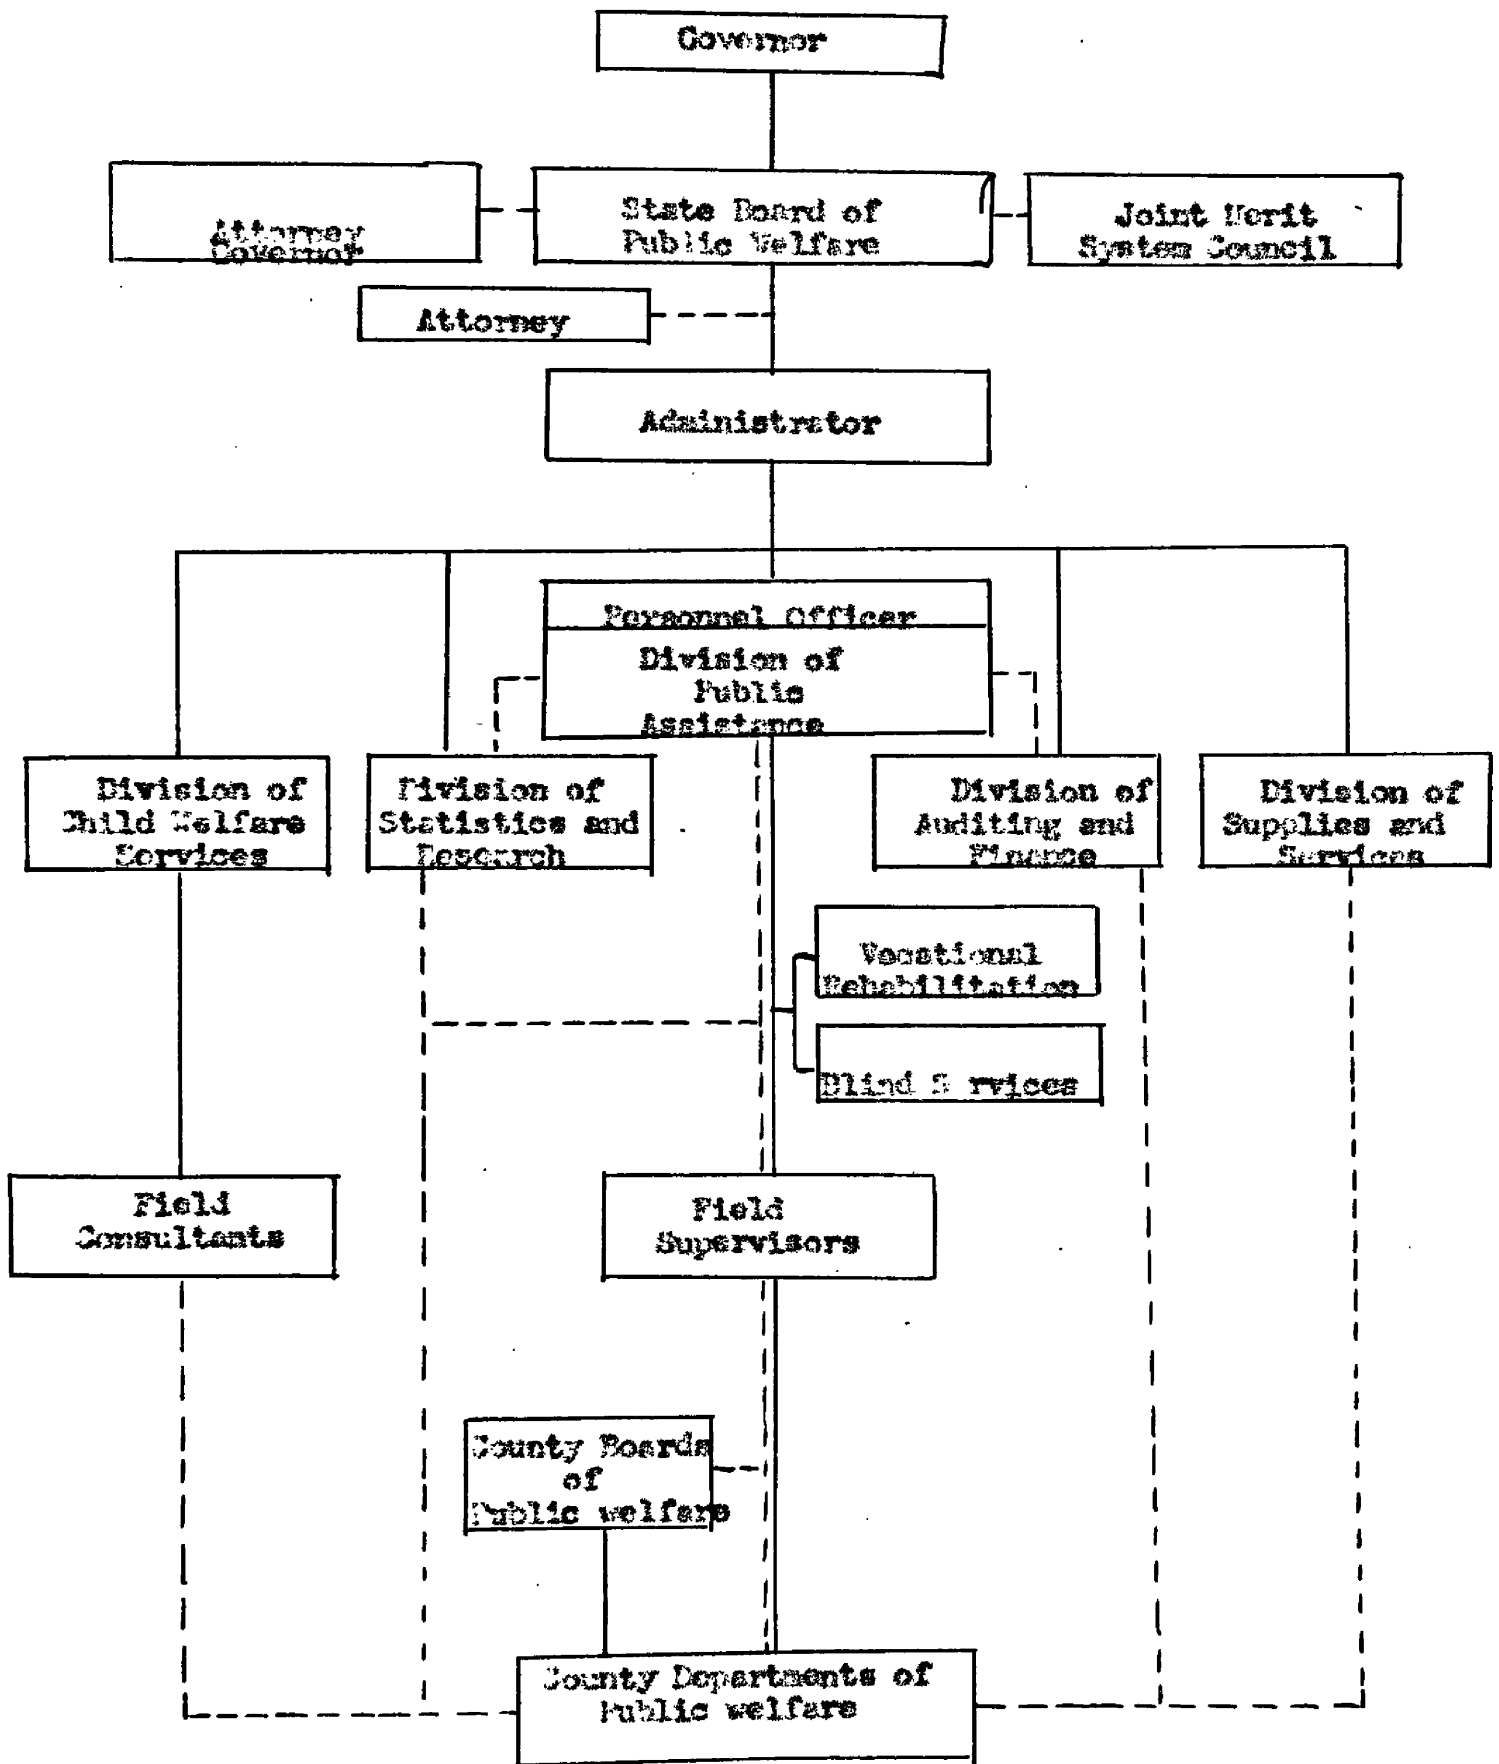 Governor
Attorney
Governor
State Board of
Public Welfare
Joint Merit
System Council
Attorney
Administrator
Personnel Officer
Division of
Public
Assistance
Division of
Child Welfare
Services
Division of
Statistics and
Research
Division of
Auditing and
Finance
Division of
Supplies and
Services
Vocational
Rehabilitation
Blind S rvices
Field
Consultants
Field
Supervisors
County Boards
of
Public welfare
County Departments of
Public welfare